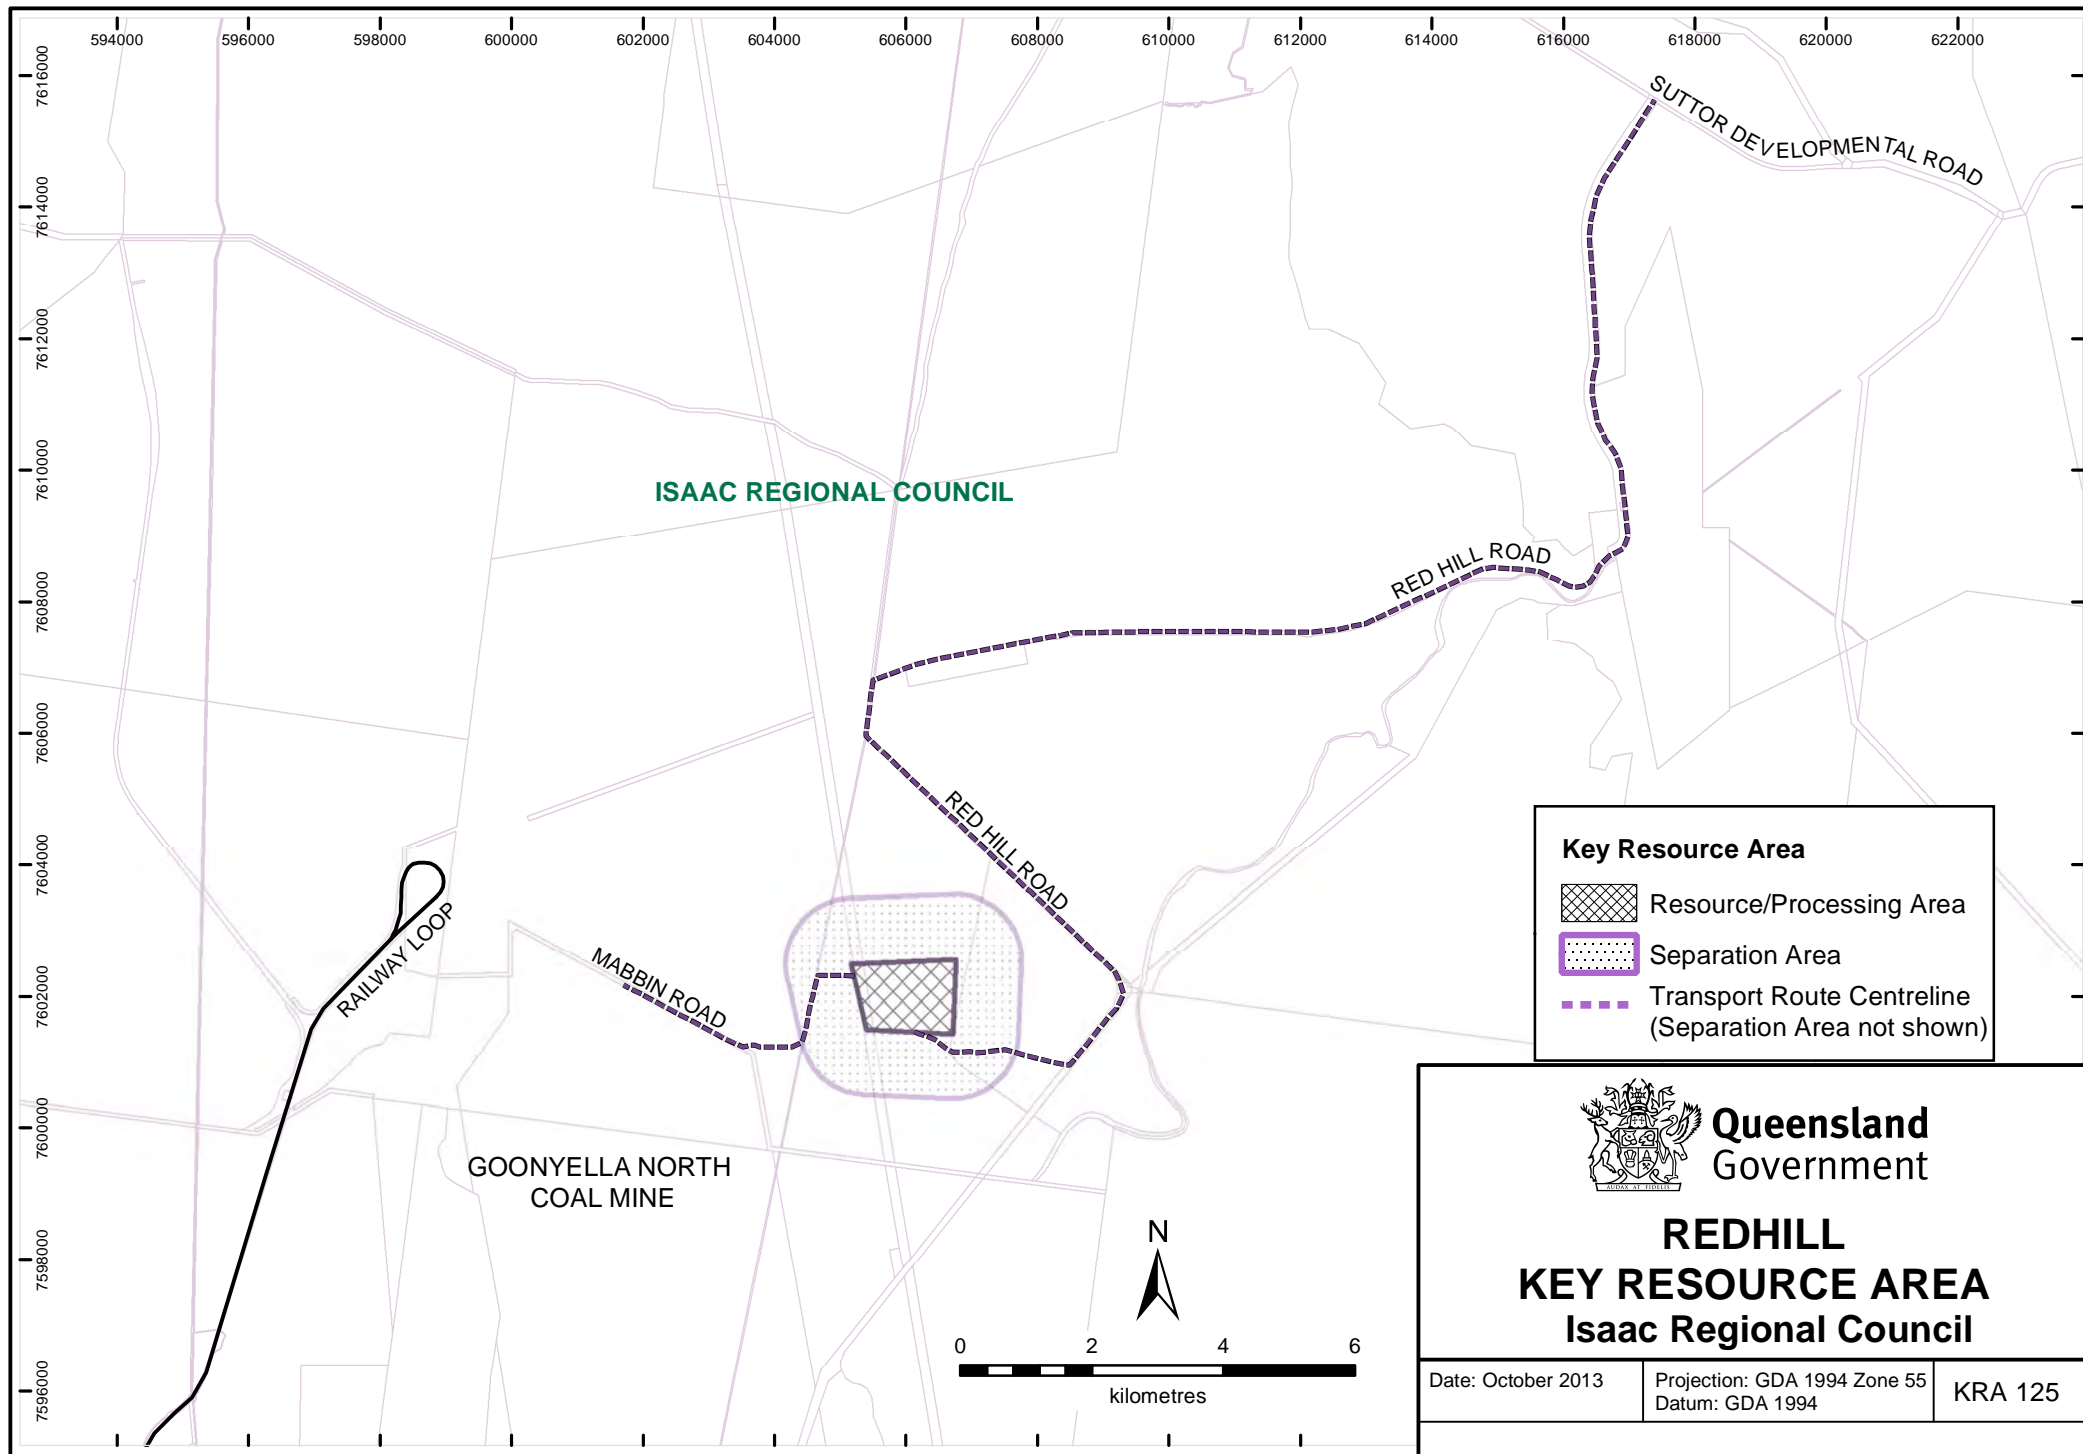 594000
596000
598000
600000
602000
604000
606000
608000
610000
612000
614000
616000
618000
620000
622000
7616000
7614000
7612000
7610000
7608000
7606000
7604000
7602000
7600000
7598000
7596000
SUTTOR DEVELOPMENTAL ROAD
ISAAC REGIONAL COUNCIL
RED HILL ROAD
RED HILL ROAD
MABBIN ROAD
RAILWAY LOOP
GOONYELLA NORTH
COAL MINE
Key Resource Area
Resource/Processing Area
Separation Area
Transport Route Centreline
(Separation Area not shown)
N
0 2 4 6
kilometres
AUDAX AT FIDELIS
Queensland
Government
REDHILL
KEY RESOURCE AREA
Isaac Regional Council
Date: October 2013
Projection: GDA 1994 Zone 55
Datum: GDA 1994
KRA 125